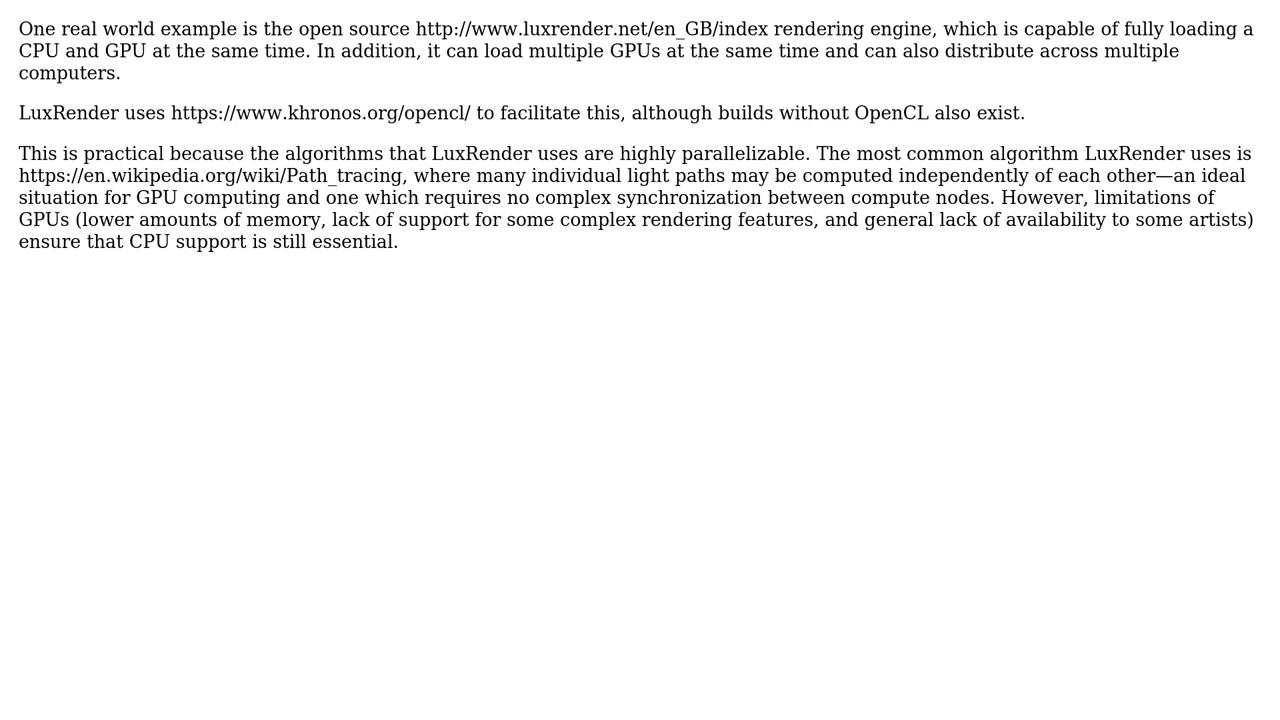 One real world example is the open source http://www.luxrender.net/en_GB/index rendering engine, which is capable of fully loading a
CPU and GPU at the same time. In addition, it can load multiple GPUs at the same time and can also distribute across multiple
computers.
LuxRender uses https://www.khronos.org/opencl/ to facilitate this, although builds without OpenCL also exist.
This is practical because the algorithms that LuxRender uses are highly parallelizable. The most common algorithm LuxRender uses is
https://en.wikipedia.org/wiki/Path_tracing, where many individual light paths may be computed independently of each other—an ideal
situation for GPU computing and one which requires no complex synchronization between compute nodes. However, limitations of
GPUs (lower amounts of memory, lack of support for some complex rendering features, and general lack of availability to some artists)
ensure that CPU support is still essential.